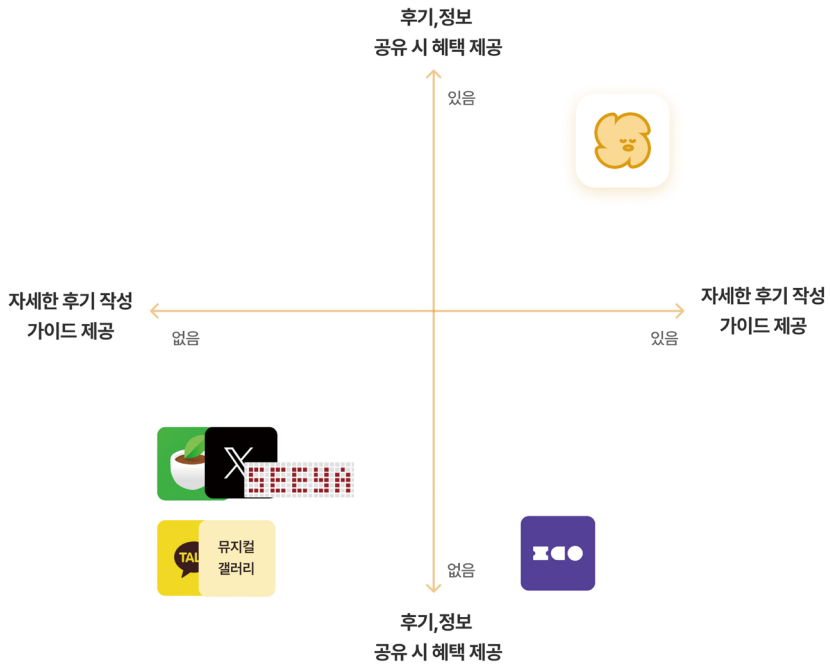 후기,정보
공유 시 혜택 제공
있음
자세한 후기 작성
가이드 제공
없음
자세한 후기 작성
가이드 제공
있음
X
SEEYA
TAL
뮤지컬
갤러리
없음
후기,정보
공유 시 혜택 제공